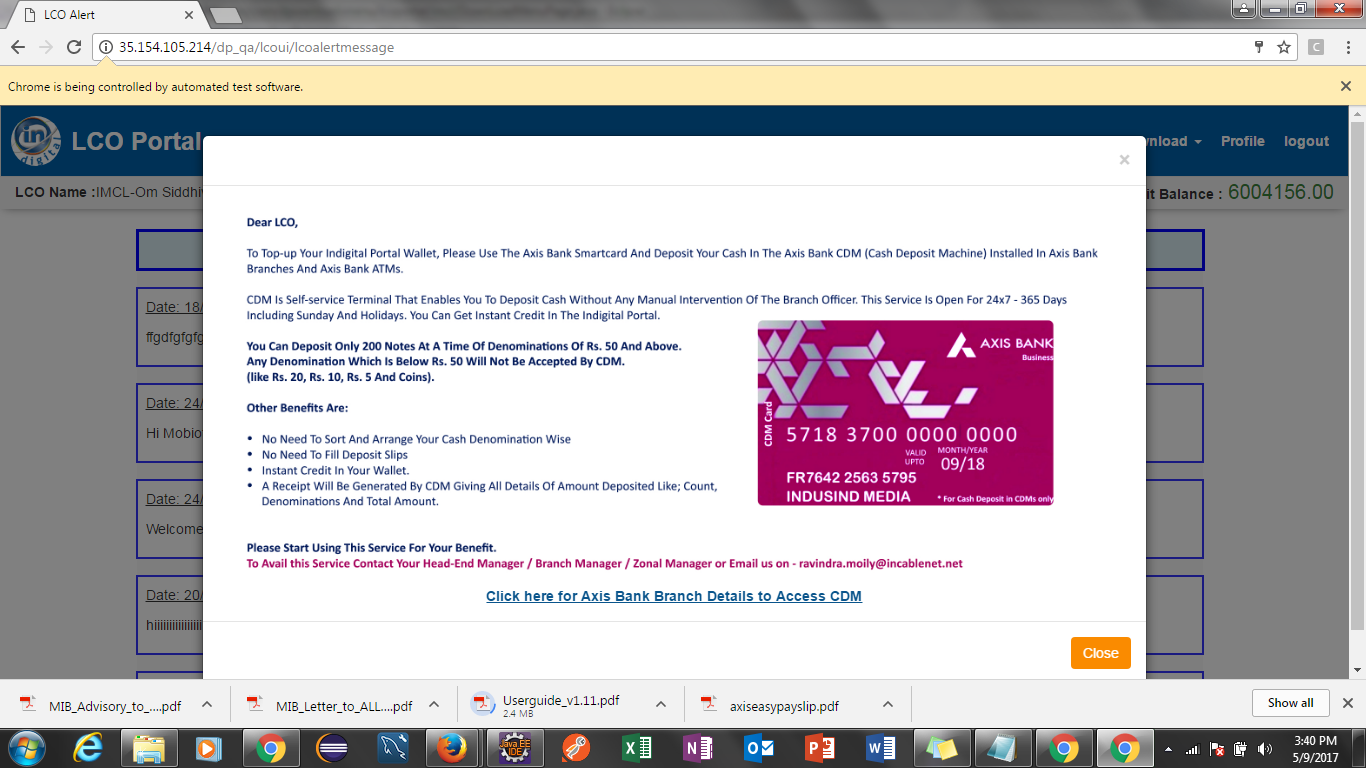 LCO Alert
35.154.105.214/dp_qa/lcoui/lcoalertmessage
C
Chrome is being controlled by automated test software.
in
digital
LCO Portal
Profile
logout
LCO Name :IMCL-Om
Balance : 6004156.00
Dear LCO,
To Top-up Your Indigital Portal Wallet, Please Use The Axis Bank Smartcard And Deposit Your Cash In The Axis Bank CDM (Cash Deposit Machine) Installed In Axis Bank
Branches And Axis Bank ATMs.
CDM Is Self-service Terminal That Enables You To Deposit Cash Without Any Manual Intervention Of The Branch Officer. This Service Is Open For 24x7 - 365 Days
Including Sunday And Holidays. You Can Get Instant Credit In The Indigital Portal.
You Can Deposit Only 200 Notes At A Time Of Denominations Of Rs. 50 And Above.
Any Denomination Which Is Below Rs. 50 Will Not Be Accepted By CDM.
(like Rs. 20, Rs. 10, Rs. 5 And Coins).
Other Benefits Are:
• No Need To Sort And Arrange Your Cash Denomination Wise
• No Need To Fill Deposit Slips
• Instant Credit In Your Wallet.
• A Receipt Will Be Generated By CDM Giving All Details Of Amount Deposited Like; Count,
Denominations And Total Amount.
AXIS BANK
Business
CDM Card
5718 3700 0000 0000
VALID UPTO
MONTH/YEAR
09/18
FR7642 2563 5795
INDUSIND MEDIA
* For Cash Deposit in CDMs only
Please Start Using This Service For Your Benefit.
To Avail this Service Contact Your Head-End Manager / Branch Manager / Zonal Manager or Email us on - ravindra.moily@incablenet.net
Click here for Axis Bank Branch Details to Access CDM
Close
Date: 18/
ffgdfgfgfg
Date: 24/
Hi
Date: 24/
Welcome
Date: 20/
hiiiiiiiiiiiiiiii
MIB_Advisory_to_....pdf
MIB_Letter_to_ALL....pdf
Userguide_v1.11.pdf
2.4 MB
axiseasypayslip.pdf
Show all
Java EE
IDE
3:40 PM
5/9/2017